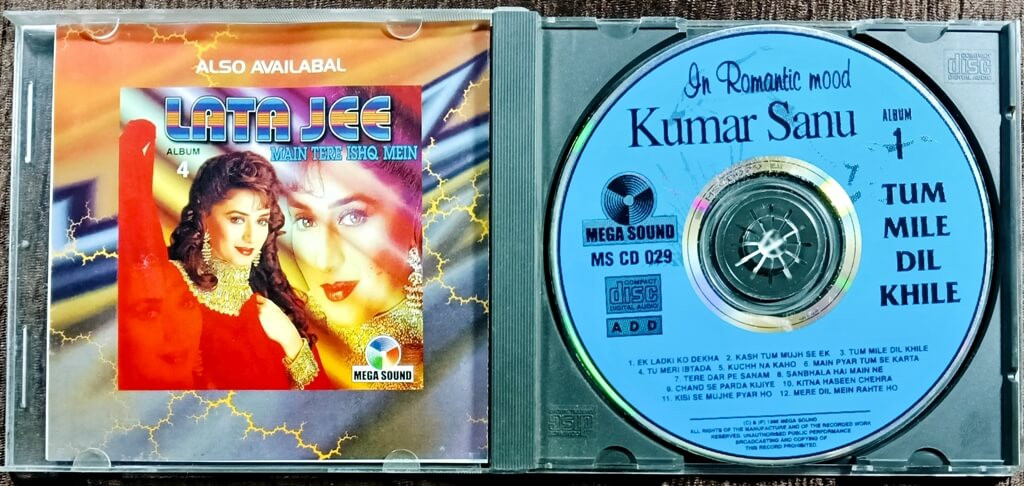 ALSO AVAILABAL
LATA JEE
ALBUM
4
MAIN TERE ISHQ MEIN
MEGA SOUND
In Romantic mood
Kumar Sanu
ALBUM
1
TUM
MILE
DIL
KHILE
MEGA SOUND
MS CD 029
COMPACT
disc
DIGITAL AUDIO
A D D
1. EK LADKI KO DEKHA 2. KASH TUM MUJH SE EK 3. TUM MILE DIL KHILE
4. TU MERI IBTADA 5. KUCHH NA KAHO 6. MAIN PYAR TUM SE KARTA
7. TERE DAR PE SANAM 8. SANBHALA HAI MAIN NE
9. CHAND SE PARDA KIJIYE 10. KITNA HASEEN CHEHRA
11. KISI SE MUJHE PYAR HO 12. MERE DIL MEIN RAHTE HO
(C) & (P) MEGA SOUND
ALL RIGHTS OF THE MANUFACTURE AND OF THE RECORDED WORK
RESERVED. UNAUTHORISED PUBLIC PERFORMANCE
BROADCASTING AND COPYING OF
THIS RECORD PROHIBITED.
COMPACT
disc
DIGITAL AUDIO